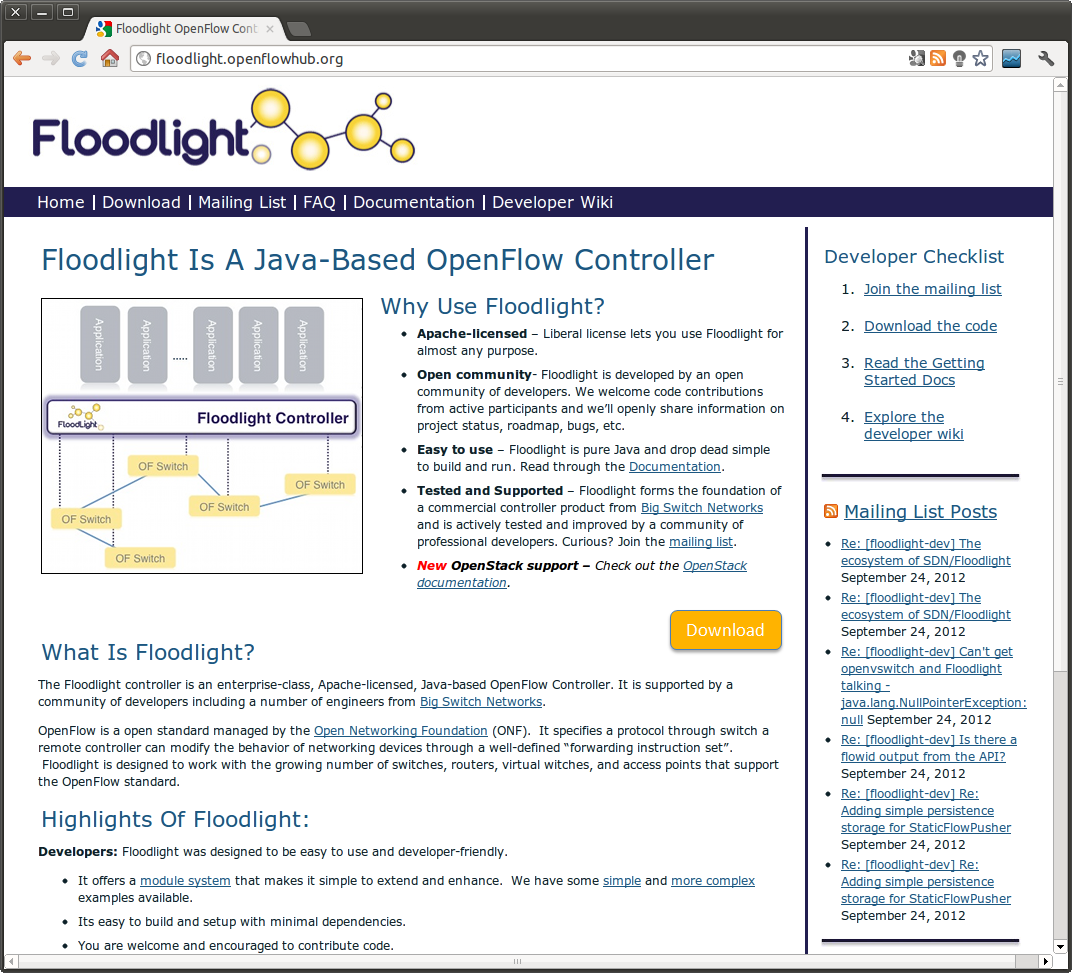 Floodlight OpenFlow Cont
floodlight.openflowhub.org
Floodlight
Home | Download | Mailing List | FAQ | Documentation | Developer Wiki
Floodlight Is A Java-Based OpenFlow Controller
Application
Application
.....
Application
Application
Application
FloodLight
Floodlight Controller
OF Switch
OF Switch
OF Switch
OF Switch
OF Switch
Why Use Floodlight?
• Apache-licensed – Liberal license lets you use Floodlight for
almost any purpose.
• Open community- Floodlight is developed by an open
community of developers. We welcome code contributions
from active participants and we’ll openly share information on
project status, roadmap, bugs, etc.
• Easy to use – Floodlight is pure Java and drop dead simple
to build and run. Read through the Documentation.
• Tested and Supported – Floodlight forms the foundation of
a commercial controller product from Big Switch Networks
and is actively tested and improved by a community of
professional developers. Curious? Join the mailing list.
• New OpenStack support – Check out the OpenStack
documentation.
Download
What Is Floodlight?
The Floodlight controller is an enterprise-class, Apache-licensed, Java-based OpenFlow Controller. It is supported by a
community of developers including a number of engineers from Big Switch Networks.
OpenFlow is a open standard managed by the Open Networking Foundation (ONF).  It specifies a protocol through switch a
remote controller can modify the behavior of networking devices through a well-defined “forwarding instruction set”.
Floodlight is designed to work with the growing number of switches, routers, virtual witches, and access points that support
the OpenFlow standard.
Highlights Of Floodlight:
Developers: Floodlight was designed to be easy to use and developer-friendly.
• It offers a module system that makes it simple to extend and enhance.  We have some simple and more complex
examples available.
• Its easy to build and setup with minimal dependencies.
• You are welcome and encouraged to contribute code.
Developer Checklist
1. Join the mailing list
2. Download the code
3. Read the Getting
Started Docs
4. Explore the
developer wiki
Mailing List Posts
• Re: [floodlight-dev] The
ecosystem of SDN/Floodlight
September 24, 2012
• Re: [floodlight-dev] The
ecosystem of SDN/Floodlight
September 24, 2012
• Re: [floodlight-dev] Can't get
openvswitch and Floodlight
talking -
java.lang.NullPointerException:
null September 24, 2012
• Re: [floodlight-dev] Is there a
flowid output from the API?
September 24, 2012
• Re: [floodlight-dev] Re:
Adding simple persistence
storage for StaticFlowPusher
September 24, 2012
• Re: [floodlight-dev] Re:
Adding simple persistence
storage for StaticFlowPusher
September 24, 2012